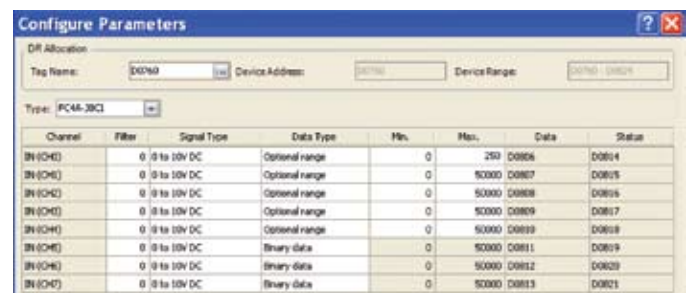 Configure Parameters
DR Allocation
Tag Name: D0760 Device Address: D0760 Device Range: D0760 - D0829
Type: FC4A-J8C1
Channel Filter Signal Type Data Type Min. Max. Data Status
IN (CH0) 0 0 to 10V DC Optional range 0 250 D0806 D0814
IN (CH1) 0 0 to 10V DC Optional range 0 50000 D0807 D0815
IN (CH2) 0 0 to 10V DC Optional range 0 50000 D0808 D0816
IN (CH3) 0 0 to 10V DC Optional range 0 50000 D0809 D0817
IN (CH4) 0 0 to 10V DC Optional range 0 50000 D0810 D0818
IN (CH5) 0 0 to 10V DC Binary data 0 50000 D0811 D0819
IN (CH6) 0 0 to 10V DC Binary data 0 50000 D0812 D0820
IN (CH7) 0 0 to 10V DC Binary data 0 50000 D0813 D0821